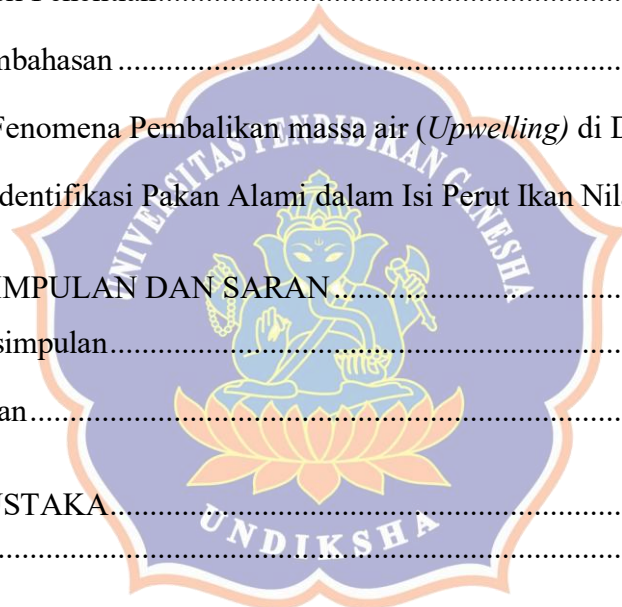 mbahasan
Fenomena Pembalikan massa air (Upwelling) di D
dentifikasi Pakan Alami dalam Isi Perut Ikan Nil
UNIVERSITAS PENDIDIKAN GANESHA
IMPULAN DAN SARAN
simpulan
an
USTAKA
UNDIKSHA